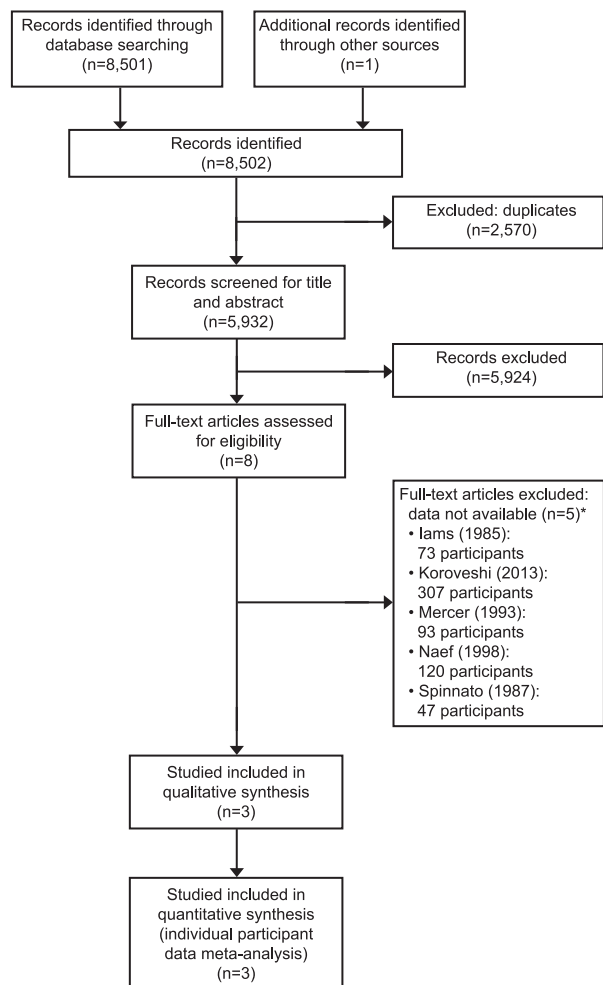 Records identified through
database searching
(n=8,501)
Additional records identified
through other sources
(n=1)
Records identified
(n=8,502)
Excluded: duplicates
(n=2,570)
Records screened for title
and abstract
(n=5,932)
Records excluded
(n=5,924)
Full-text articles assessed
for eligibility
(n=8)
Full-text articles excluded:
data not available (n=5)*
• Iams (1985):
73 participants
• Koroveshi (2013):
307 participants
• Mercer (1993):
93 participants
• Naef (1998):
120 participants
• Spinnato (1987):
47 participants
Studied included in
qualitative synthesis
(n=3)
Studied included in
quantitative synthesis
(individual participant
data meta-analysis)
(n=3)